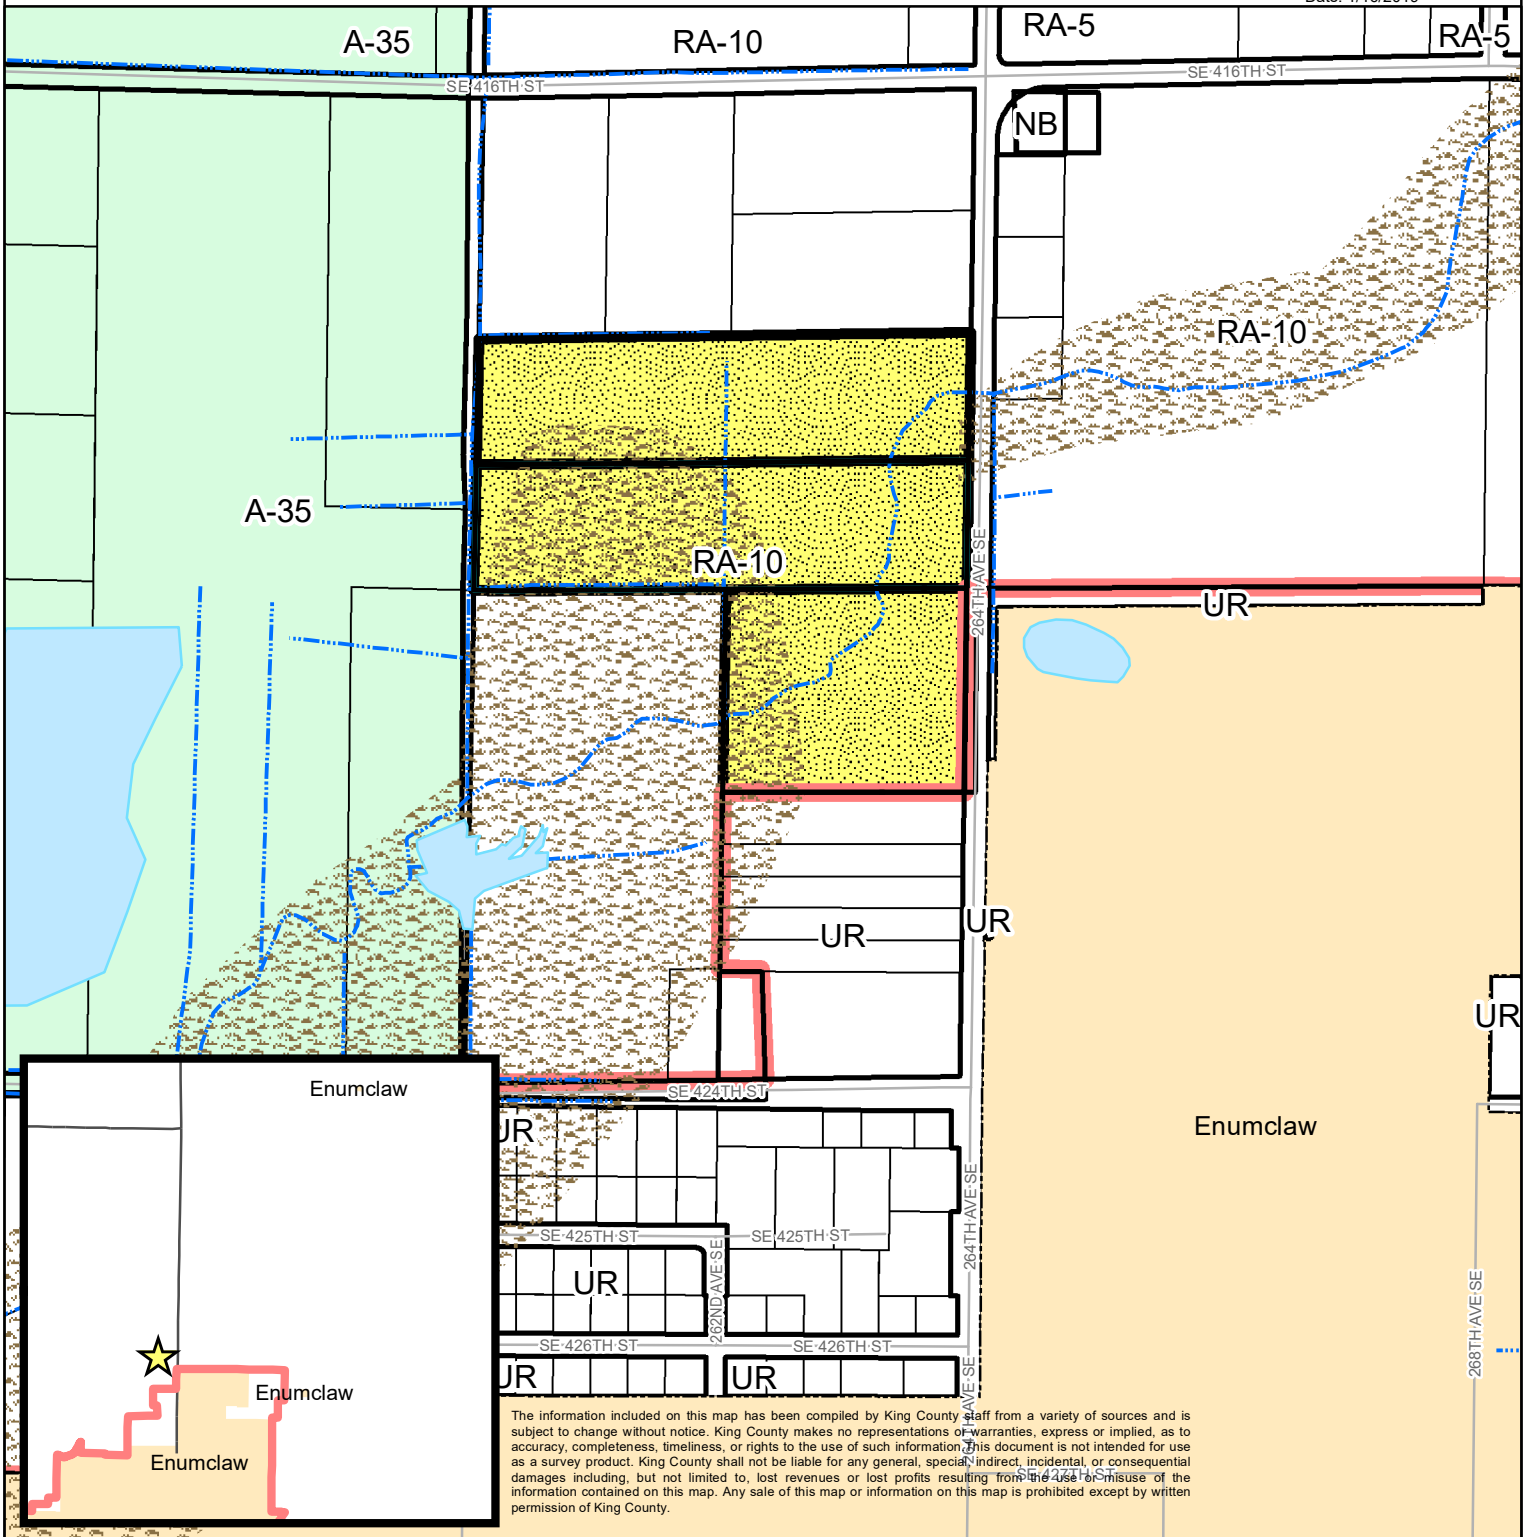 A-35
RA-10
RA-5
RA-5
SE 416TH ST
SE 416TH ST
NB
RA-10
A-35
RA-10
264TH AVE SE
UR
UR
UR
UR
SE 424TH ST
UR
Enumclaw
Enumclaw
264TH AVE SE
SE 425TH ST
SE 425TH ST
262ND AVE SE
UR
268TH AVE SE
SE 426TH ST
SE 426TH ST
UR
UR
264TH AVE SE
Enumclaw
Enumclaw
SE 427TH ST
The information included on this map has been compiled by King County staff from a variety of sources and is
subject to change without notice. King County makes no representations or warranties, express or implied, as to
accuracy, completeness, timeliness, or rights to the use of such information. This document is not intended for use
as a survey product. King County shall not be liable for any general, special, indirect, incidental, or consequential
damages including, but not limited to, lost revenues or lost profits resulting from the use or misuse of the
information contained on this map. Any sale of this map or information on this map is prohibited except by written
permission of King County.